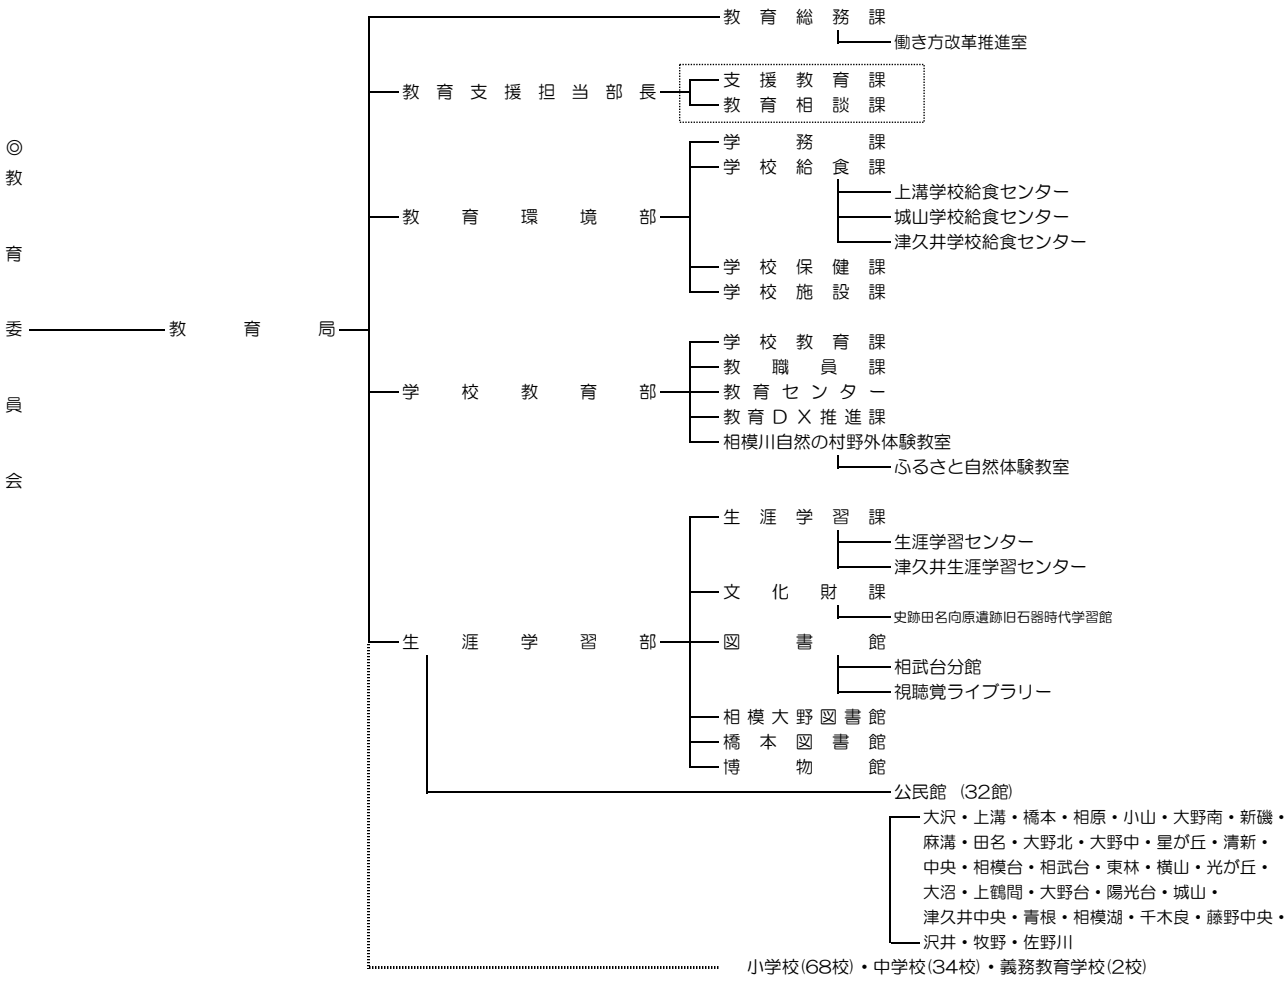 ◎教育委員会
教育局
教育総務課
働き方改革推進室
教育支援担当部長
支援教育課
教育相談課
教育環境部
学務課
学校給食課
上溝学校給食センター
城山学校給食センター
津久井学校給食センター
学校保健課
学校施設課
学校教育部
学校教育課
教職員課
教育センター
教育DX推進課
相模川自然の村野外体験教室
ふるさと自然体験教室
生涯学習部
生涯学習課
生涯学習センター
津久井生涯学習センター
文化財課
史跡田名向原遺跡旧石器時代学習館
図書館
相武台分館
視聴覚ライブラリー
相模大野図書館
橋本図書館
博物館
公民館 (32館)
大沢・上溝・橋本・相原・小山・大野南・新磯・
麻溝・田名・大野北・大野中・星が丘・清新・
中央・相模台・相武台・東林・横山・光が丘・
大沼・上鶴間・大野台・陽光台・城山・
津久井中央・青根・相模湖・千木良・藤野中央・
沢井・牧野・佐野川
小学校(68校)・中学校(34校)・義務教育学校(2校)